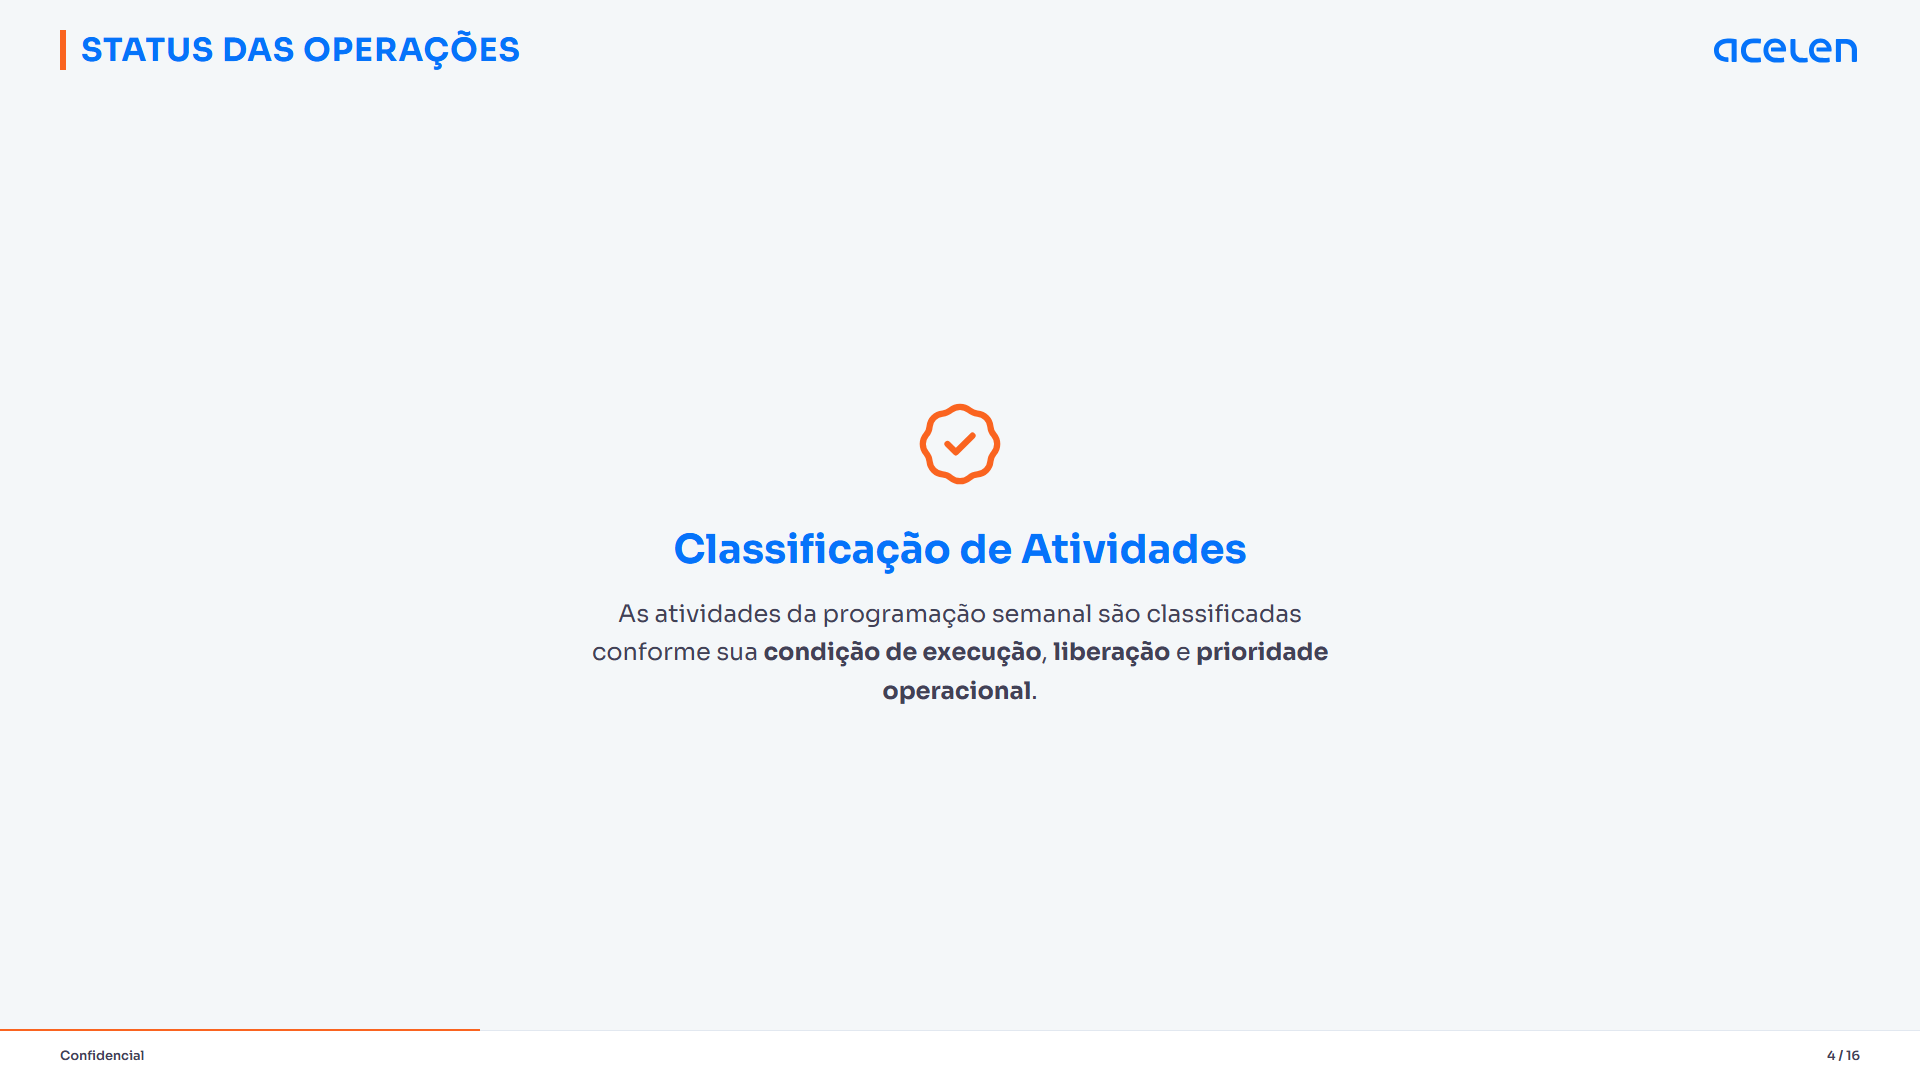 STATUS DAS OPERAÇÕES
acelen
Classificação de Atividades
As atividades da programação semanal são classificadas
conforme sua condição de execução, liberação e prioridade
operacional.
Confidencial
4 / 16